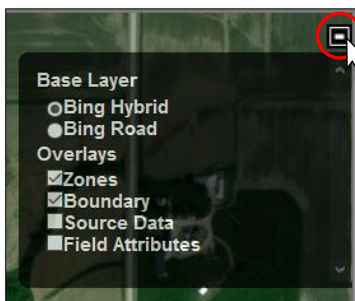 Base Layer
Bing Hybrid
Bing Road
Overlays
Zones
Boundary
Source Data
Field Attributes